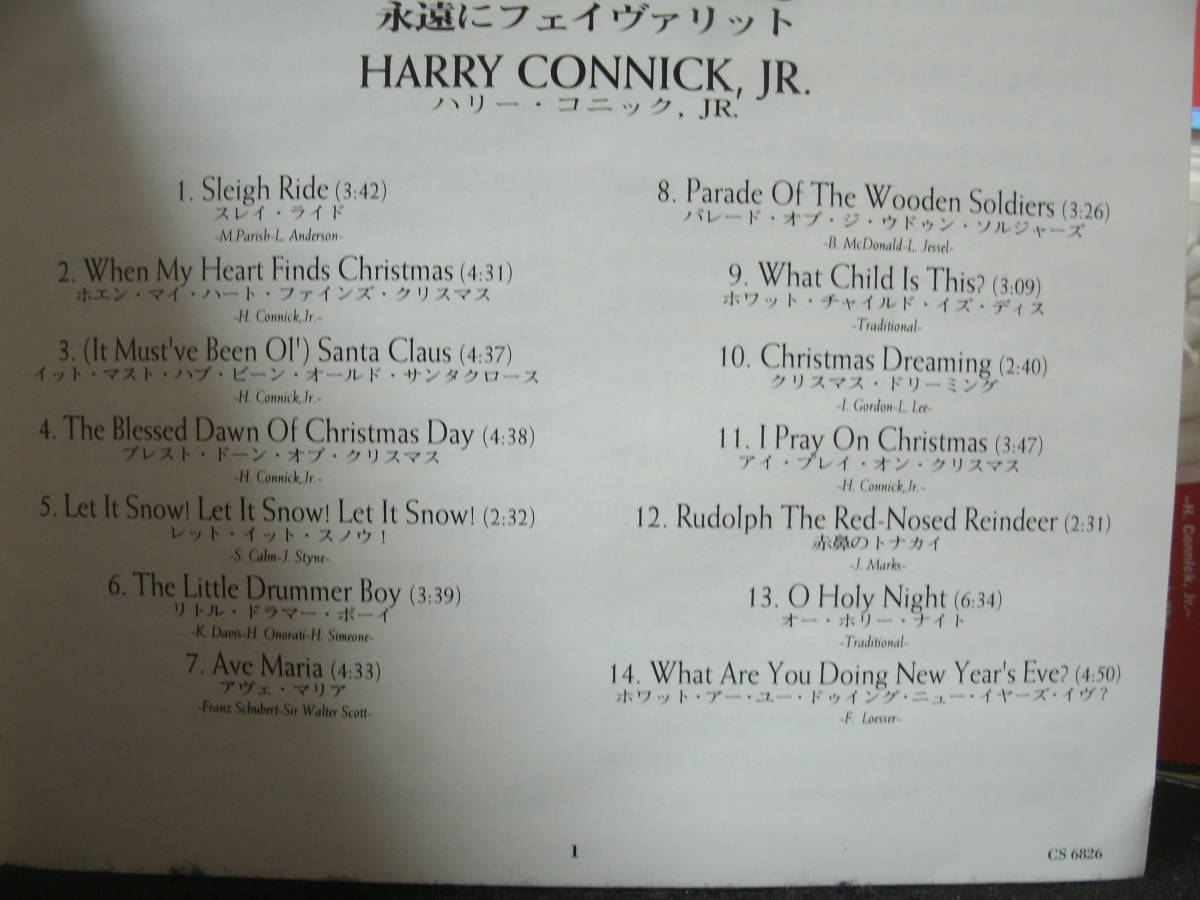 永遠にフェイヴァリット
HARRY CONNICK, JR.
ハリー・コニック, JR.
1. Sleigh Ride (3:42)
スレイ・ライド
-M.Parish-L. Anderson-
2. When My Heart Finds Christmas (4:31)
ホエン・マイ・ハート・ファインズ・クリスマス
-H. Connick,Jr.-
3. (It Must've Been Ol') Santa Claus (4:37)
イット・マスト・ハブ・ビーン・オールド・サンタクロース
-H. Connick,Jr.-
4. The Blessed Dawn Of Christmas Day (4:38)
ブレスト・ドーン・オブ・クリスマス
-H. Connick,Jr.-
5. Let It Snow! Let It Snow! Let It Snow! (2:32)
レット・イット・スノウ!
-S. Cahn-J. Styne-
6. The Little Drummer Boy (3:39)
リトル・ドラマー・ボーイ
-K. Davis-H. Onorati-H. Simeone-
7. Ave Maria (4:33)
アヴェ・マリア
-Franz Schubert-Sir Walter Scott-
8. Parade Of The Wooden Soldiers (3:26)
パレード・オブ・ジ・ウドゥン・ソルジャーズ
-B. McDonald-L. Jessel-
9. What Child Is This? (3:09)
ホワット・チャイルド・イズ・ディス
-Traditional-
10. Christmas Dreaming (2:40)
クリスマス・ドリーミング
-I. Gordon-L. Lee-
11. I Pray On Christmas (3:47)
アイ・プレイ・オン・クリスマス
-H. Connick,Jr.-
12. Rudolph The Red-Nosed Reindeer (2:31)
赤鼻のトナカイ
-J. Marks-
13. O Holy Night (6:34)
オー・ホリー・ナイト
-Traditional-
14. What Are You Doing New Year's Eve? (4:50)
ホワット・アー・ユー・ドゥイング・ニュー・イヤーズ・イヴ?
-F. Loesser-
1
CS 6826
-H. Connick, Jr.-